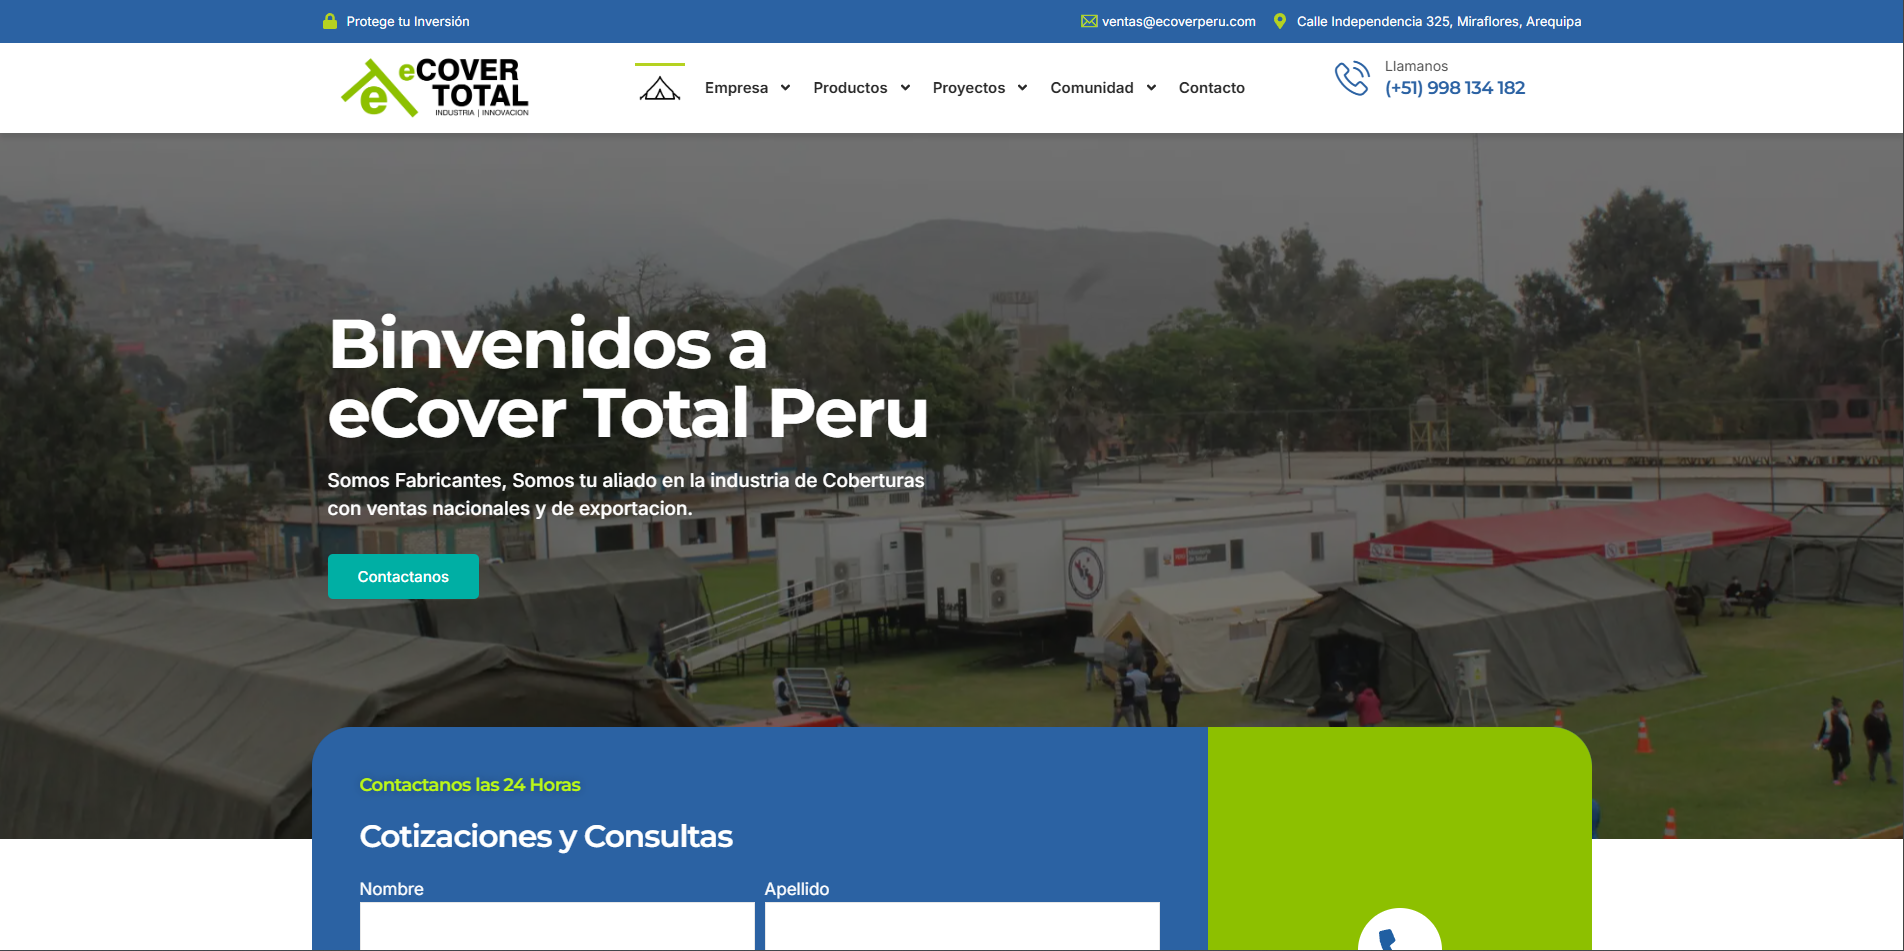 Protege tu Inversión
ventas@ecoverperu.com
Calle Independencia 325, Miraflores, Arequipa
eCOVER
TOTAL
INDUSTRIA | INNOVACION
e
Empresa
Productos
Proyectos
Comunidad
Contacto
Llamanos
(+51) 998 134 182
Binvenidos a
eCover Total Peru
Somos Fabricantes, Somos tu aliado en la industria de Coberturas
con ventas nacionales y de exportacion.
Contactanos
Contactanos las 24 Horas
Cotizaciones y Consultas
Nombre
Apellido